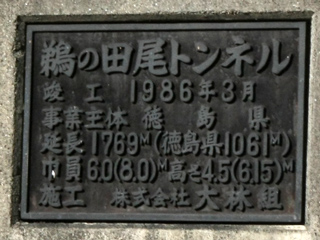 鵜の田尾トンネル
竣工 1986年3月
事業主体 徳島県
延長 1769M(徳島県1061M)
巾員 6.0(8.0)M高さ4.5(6.15)M
施工 株式会社 大林組